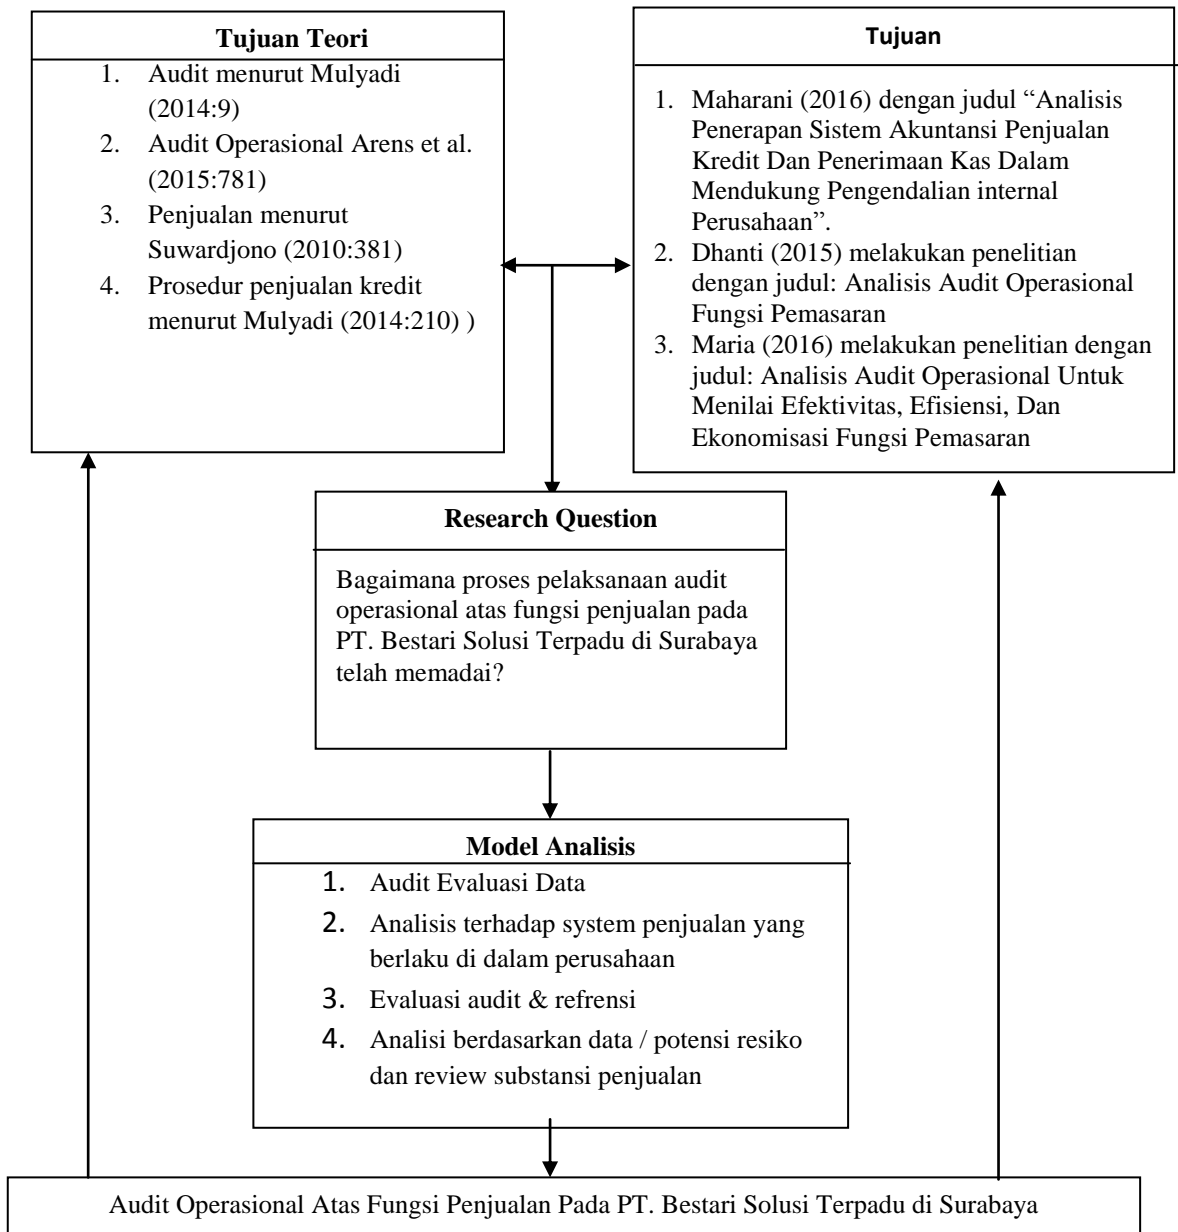 Tujuan Teori
1. Audit menurut Mulyadi
(2014:9)
2. Audit Operasional Arens et al.
(2015:781)
3. Penjualan menurut
Suwardjono (2010:381)
4. Prosedur penjualan kredit
menurut Mulyadi (2014:210) )
Tujuan
1. Maharani (2016) dengan judul “Analisis
Penerapan Sistem Akuntansi Penjualan
Kredit Dan Penerimaan Kas Dalam
Mendukung Pengendalian internal
Perusahaan”.
2. Dhanti (2015) melakukan penelitian
dengan judul: Analisis Audit Operasional
Fungsi Pemasaran
3. Maria (2016) melakukan penelitian dengan
judul: Analisis Audit Operasional Untuk
Menilai Efektivitas, Efisiensi, Dan
Ekonomisasi Fungsi Pemasaran
Research Question
Bagaimana proses pelaksanaan audit
operasional atas fungsi penjualan pada
PT. Bestari Solusi Terpadu di Surabaya
telah memadai?
Model Analisis
1. Audit Evaluasi Data
2. Analisis terhadap system penjualan yang
berlaku di dalam perusahaan
3. Evaluasi audit & refrensi
4. Analisi berdasarkan data / potensi resiko
dan review substansi penjualan
Audit Operasional Atas Fungsi Penjualan Pada PT. Bestari Solusi Terpadu di Surabaya